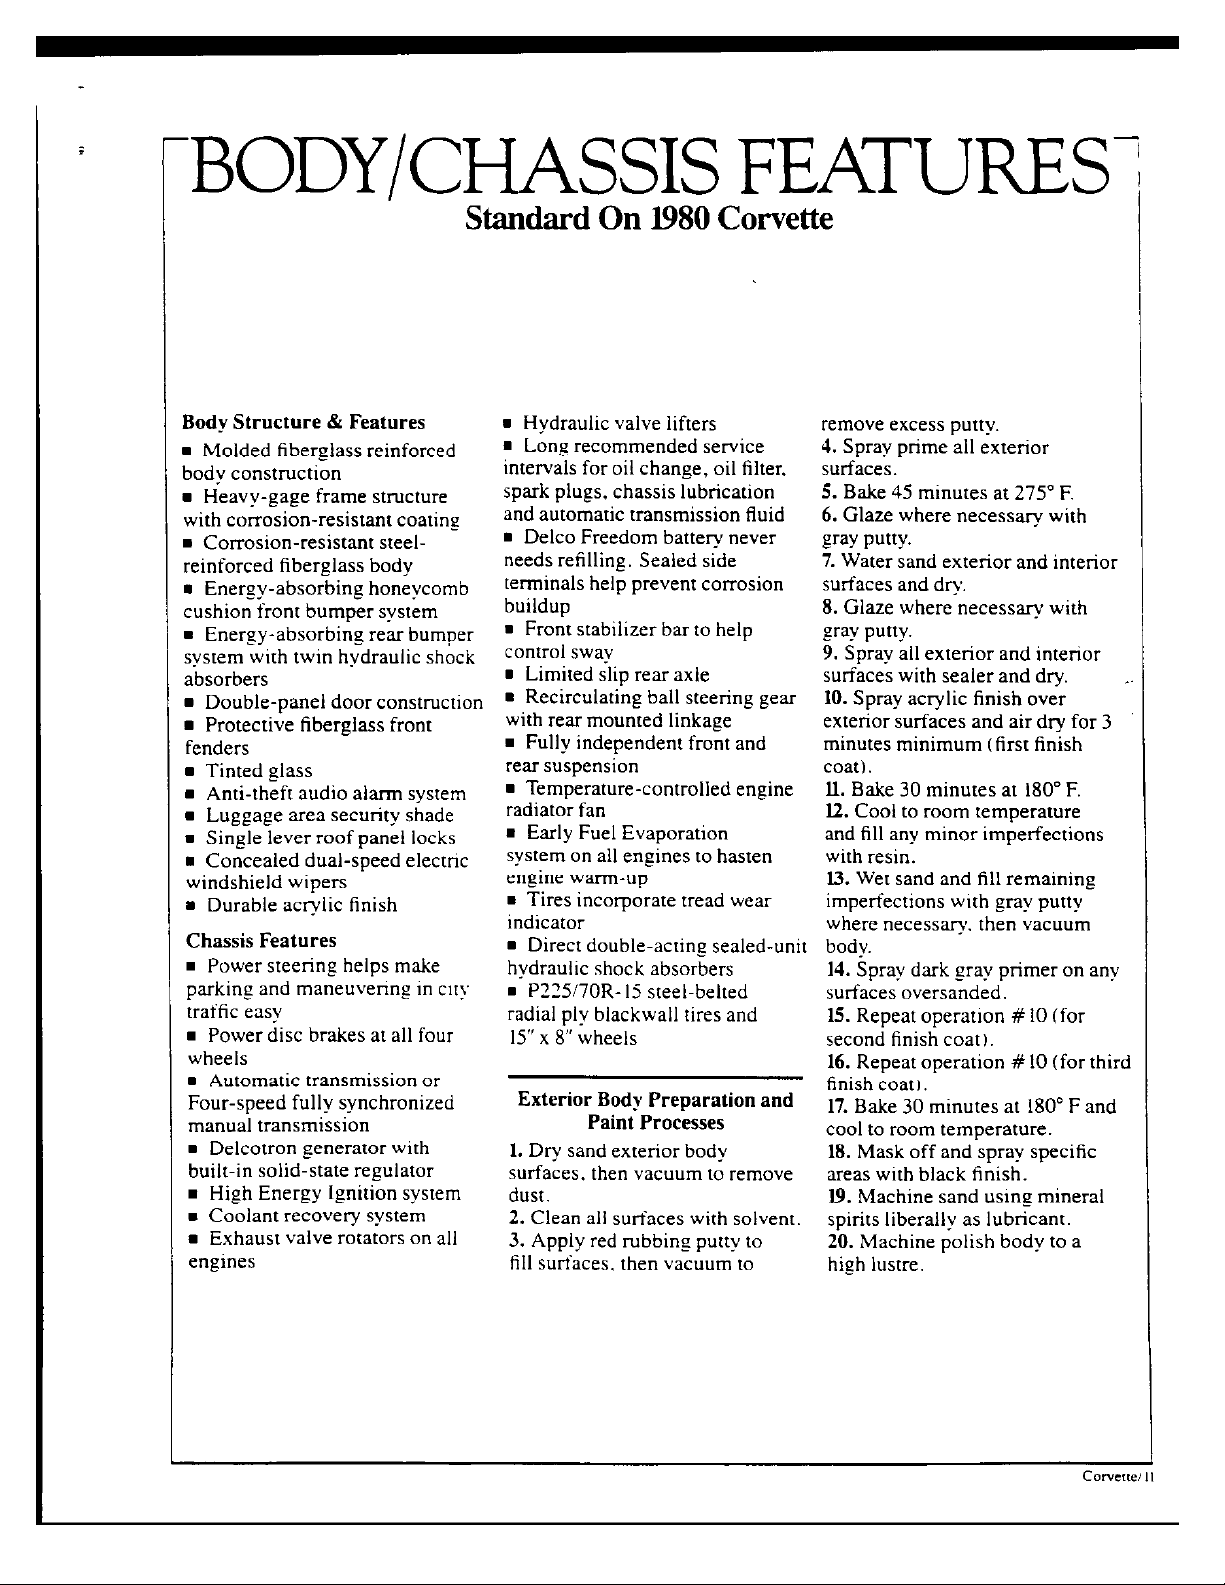 BODY/CHASSIS FEATURES
Standard On 1980 Corvette
Body Structure & Features
■ Molded fiberglass reinforced
body construction
■ Heavy-gage frame structure
with corrosion-resistant coating
■ Corrosion-resistant steel-
reinforced fiberglass body
■ Energy-absorbing honeycomb
cushion front bumper system
■ Energy-absorbing rear bumper
system with twin hydraulic shock
absorbers
■ Double-panel door construction
■ Protective fiberglass front
fenders
■ Tinted glass
■ Anti-theft audio alarm system
■ Luggage area security shade
■ Single lever roof panel locks
■ Concealed dual-speed electric
windshield wipers
■ Durable acrylic finish
Chassis Features
■ Power steering helps make
parking and maneuvering in city
traffic easy
■ Power disc brakes at all four
wheels
■ Automatic transmission or
Four-speed fully synchronized
manual transmission
■ Delcotron generator with
built-in solid-state regulator
■ High Energy Ignition system
■ Coolant recovery system
■ Exhaust valve rotators on all
engines
■ Hydraulic valve lifters
■ Long recommended service
intervals for oil change, oil filter,
spark plugs, chassis lubrication
and automatic transmission fluid
■ Delco Freedom battery never
needs refilling. Sealed side
terminals help prevent corrosion
buildup
■ Front stabilizer bar to help
control sway
■ Limited slip rear axle
■ Recirculating ball steering gear
with rear mounted linkage
■ Fully independent front and
rear suspension
■ Temperature-controlled engine
radiator fan
■ Early Fuel Evaporation
system on all engines to hasten
engine warm-up
■ Tires incorporate tread wear
indicator
■ Direct double-acting sealed-unit
hydraulic shock absorbers
■ P225/70R-15 steel-belted
radial ply blackwall tires and
15" x 8" wheels
Exterior Body Preparation and
Paint Processes
1. Dry sand exterior body
surfaces, then vacuum to remove
dust.
2. Clean all surfaces with solvent.
3. Apply red rubbing putty to
fill surfaces, then vacuum to
remove excess putty.
4. Spray prime all exterior
surfaces.
5. Bake 45 minutes at 275° F.
6. Glaze where necessary with
gray putty.
7. Water sand exterior and interior
surfaces and dry.
8. Glaze where necessary with
gray putty.
9. Spray all exterior and interior
surfaces with sealer and dry.
10. Spray acrylic finish over
exterior surfaces and air dry for 3
minutes minimum (first finish
coat).
11. Bake 30 minutes at 180° F.
12. Cool to room temperature
and fill any minor imperfections
with resin.
13. Wet sand and fill remaining
imperfections with gray putty
where necessary, then vacuum
body.
14. Spray dark gray primer on any
surfaces oversanded.
15. Repeat operation #10 (for
second finish coat).
16. Repeat operation #10 (for third
finish coat).
17. Bake 30 minutes at 180° F and
cool to room temperature.
18. Mask off and spray specific
areas with black finish.
19. Machine sand using mineral
spirits liberally as lubricant.
20. Machine polish body to a
high lustre.
Corvette/11